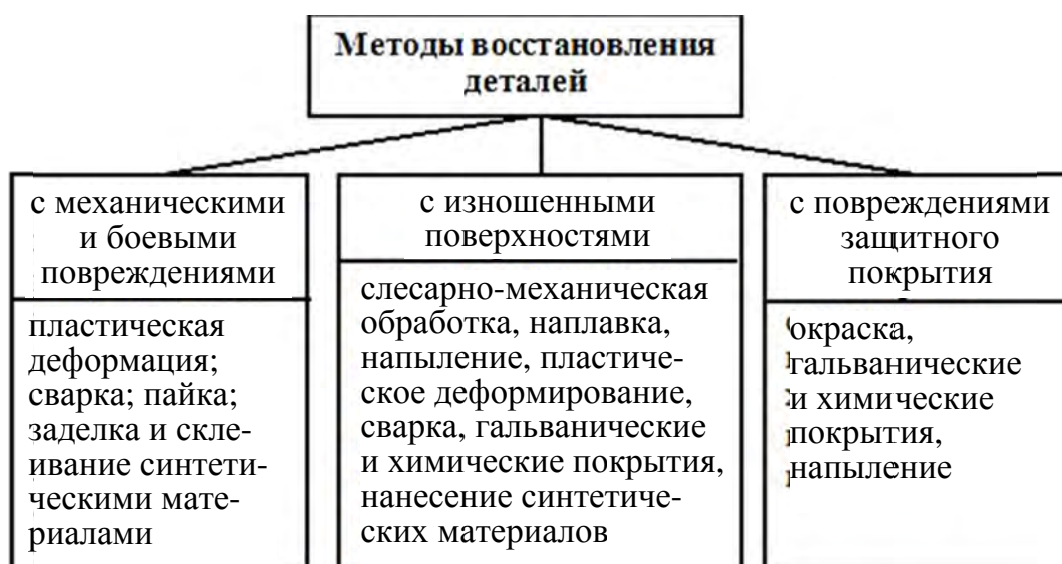 Методы восстановления
деталей
с механическими
и боевыми
повреждениями
пластическая
деформация;
сварка; пайка;
заделка и скле-
ивание синтети-
ческими мате-
риалами
с изношенными
поверхностями
слесарно-механическая
обработка, наплавка,
напыление, пластиче-
ское деформирование,
сварка, гальванические
и химические покрытия,
нанесение синтетиче-
ских материалов
с повреждениями
защитного
покрытия
окраска,
гальванические
и химические
покрытия,
напыление